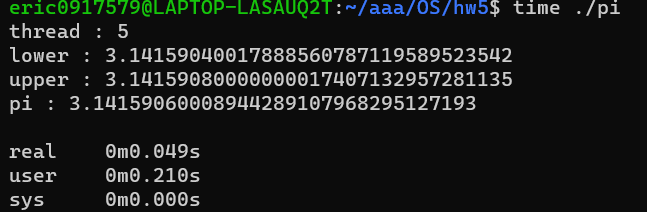 eric0917579@LAPTOP-LASAUQ2T:~/aaa/OS/hw5$ time ./pi
thread : 5
lower : 3.14159040017888560787119589523542
upper : 3.14159080000000017407132957281135
pi : 3.14159060008944289107968295127193
real 0m0.049s
user 0m0.210s
sys 0m0.000s